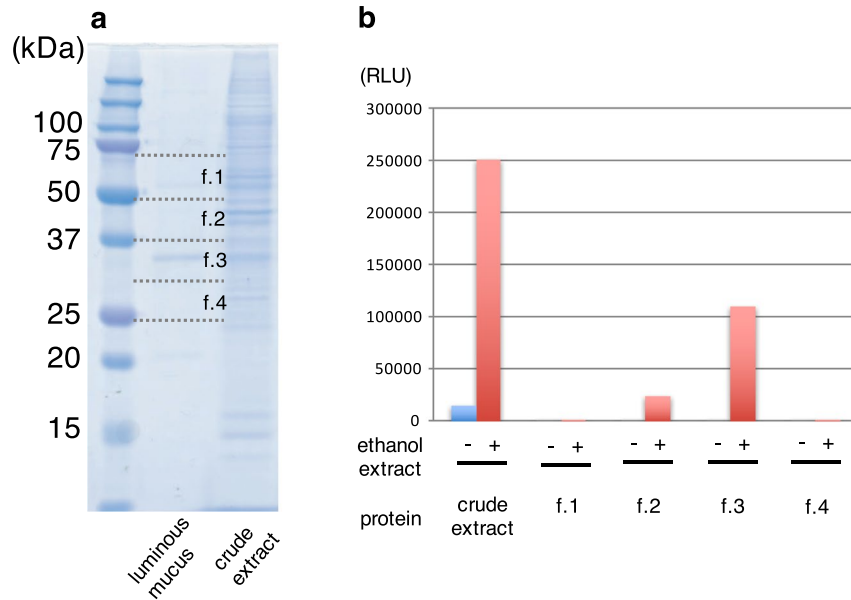 a
(kDa)
100
75
50
37
25
20
15
f.1
f.2
f.3
f.4
luminous
mucus
crude
extract
b
(RLU)
300000
250000
200000
150000
100000
50000
0
ethanol
extract
- + - + - + - + - +
protein
crude
extract
f.1
f.2
f.3
f.4